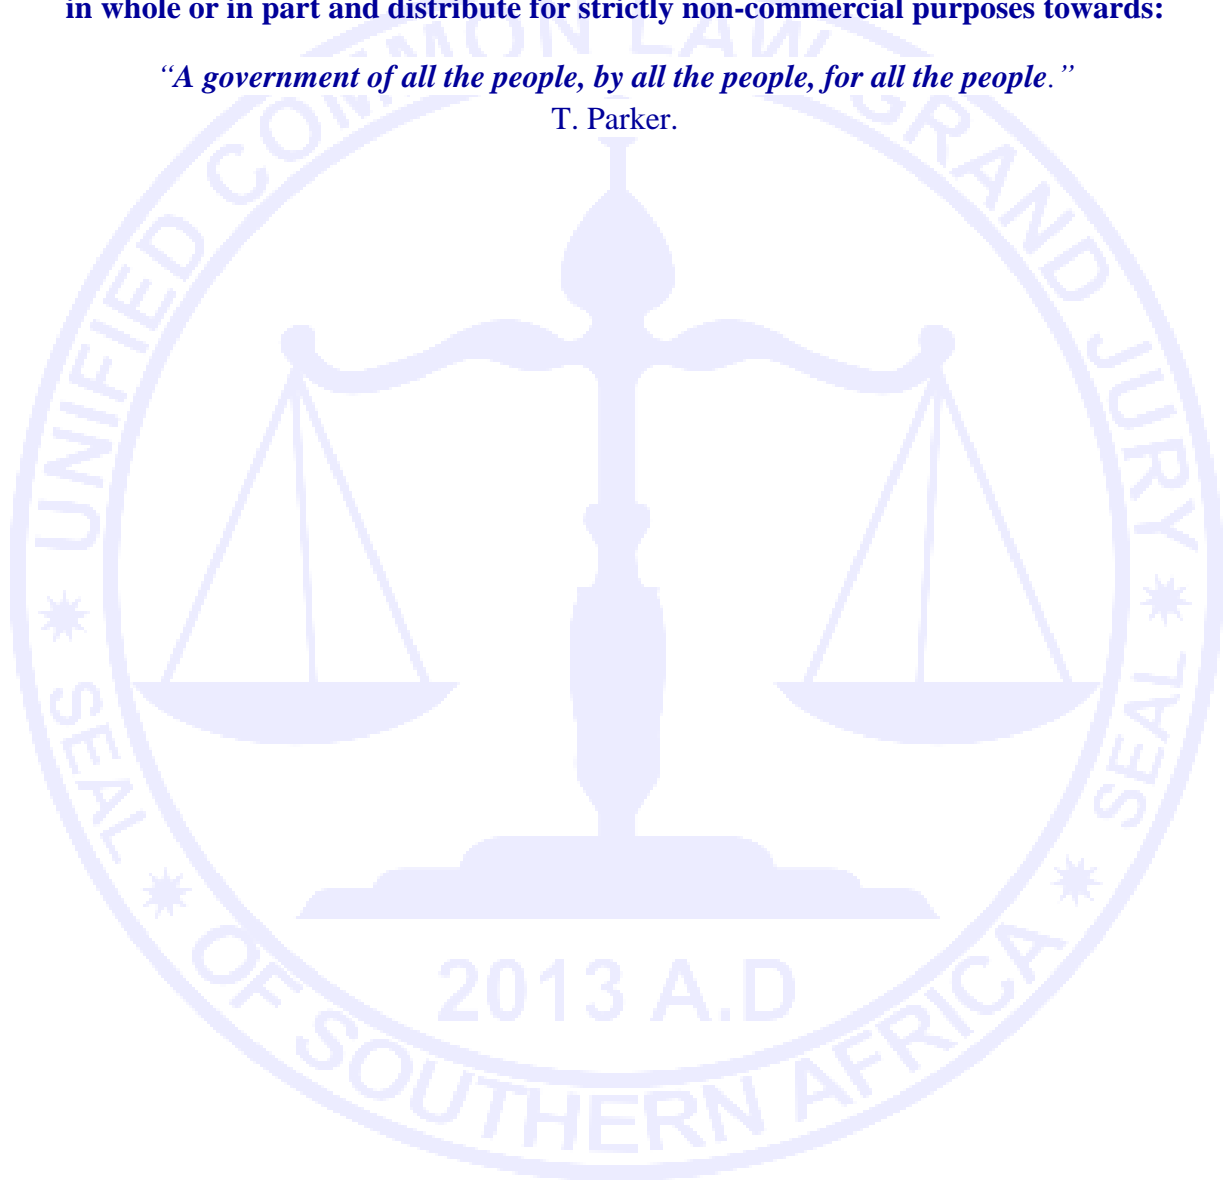 in whole or in part and distribute for strictly non-commercial purposes towards:
“A government of all the people, by all the people, for all the people.”
T. Parker.
UNIFIED COMMON LAW GRAND JURY
SEAL
SEAL
2013 A.D
OF SOUTHERN AFRICA